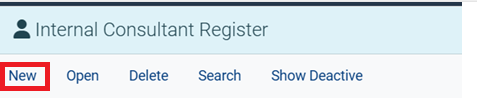 Internal Consultant Register
New Open Delete Search Show Deactive